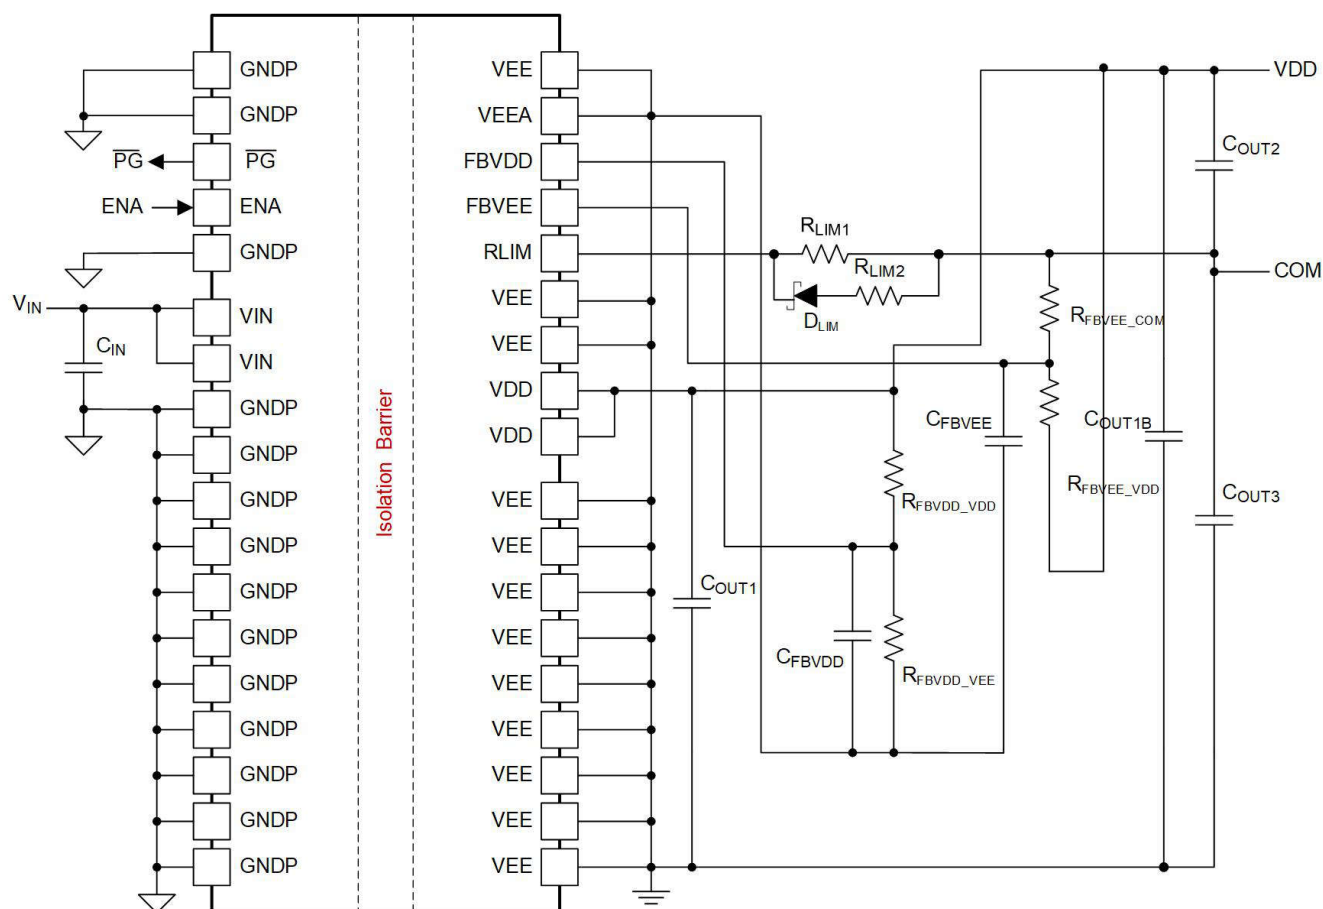 GNDP VEE VDD
GNDP VEEA
COUT2
PG PG FBVDD
ENA ENA FBVEE
RLIM1
GNDP RLIM
RLIM2
COM
VIN VIN VEE
DLIM
RFBVEE_COM
CIN
VIN VEE
VDD
GNDP
CFBVEE COUT1B
VDD
GNDP
Isolation Barrier
RFBVEE_VDD
COUT3
GNDP VEE
RFBVDD_VDD
GNDP VEE
COUT1
GNDP VEE
GNDP VEE
CFBVDD
RFBVDD_VEE
GNDP VEE
GNDP VEE
GNDP VEE
GNDP VEE
GNDP VEE